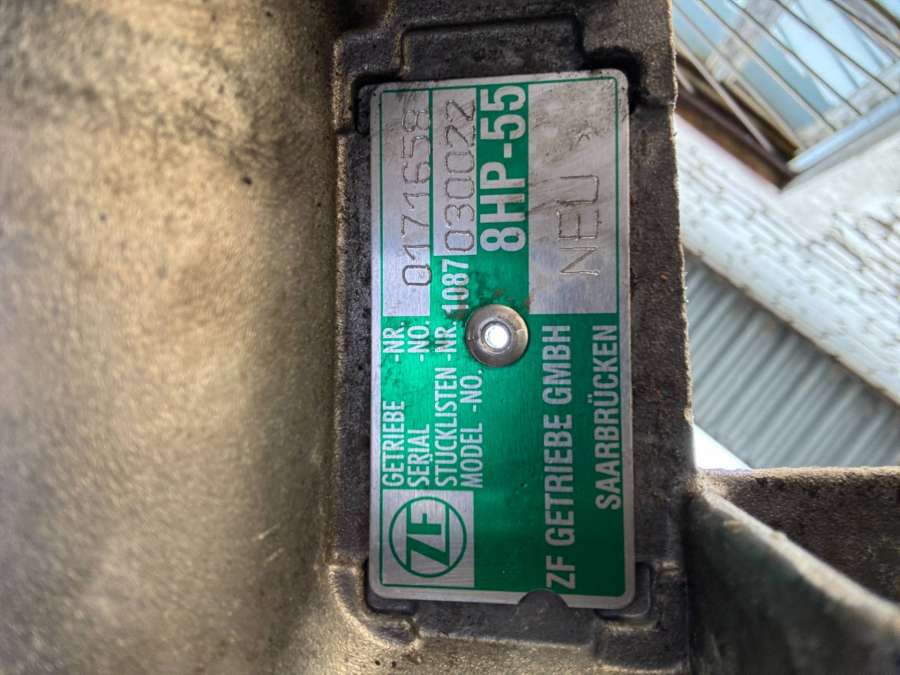 ZF
GETRIEBE -NR.
SERIAL -NO. 0171658
STUCKLISTEN -NR.
MODEL -NO. 1087 030022
8HP-55
ZF GETRIEBE GMBH NEU *
SAARBRÜCKEN